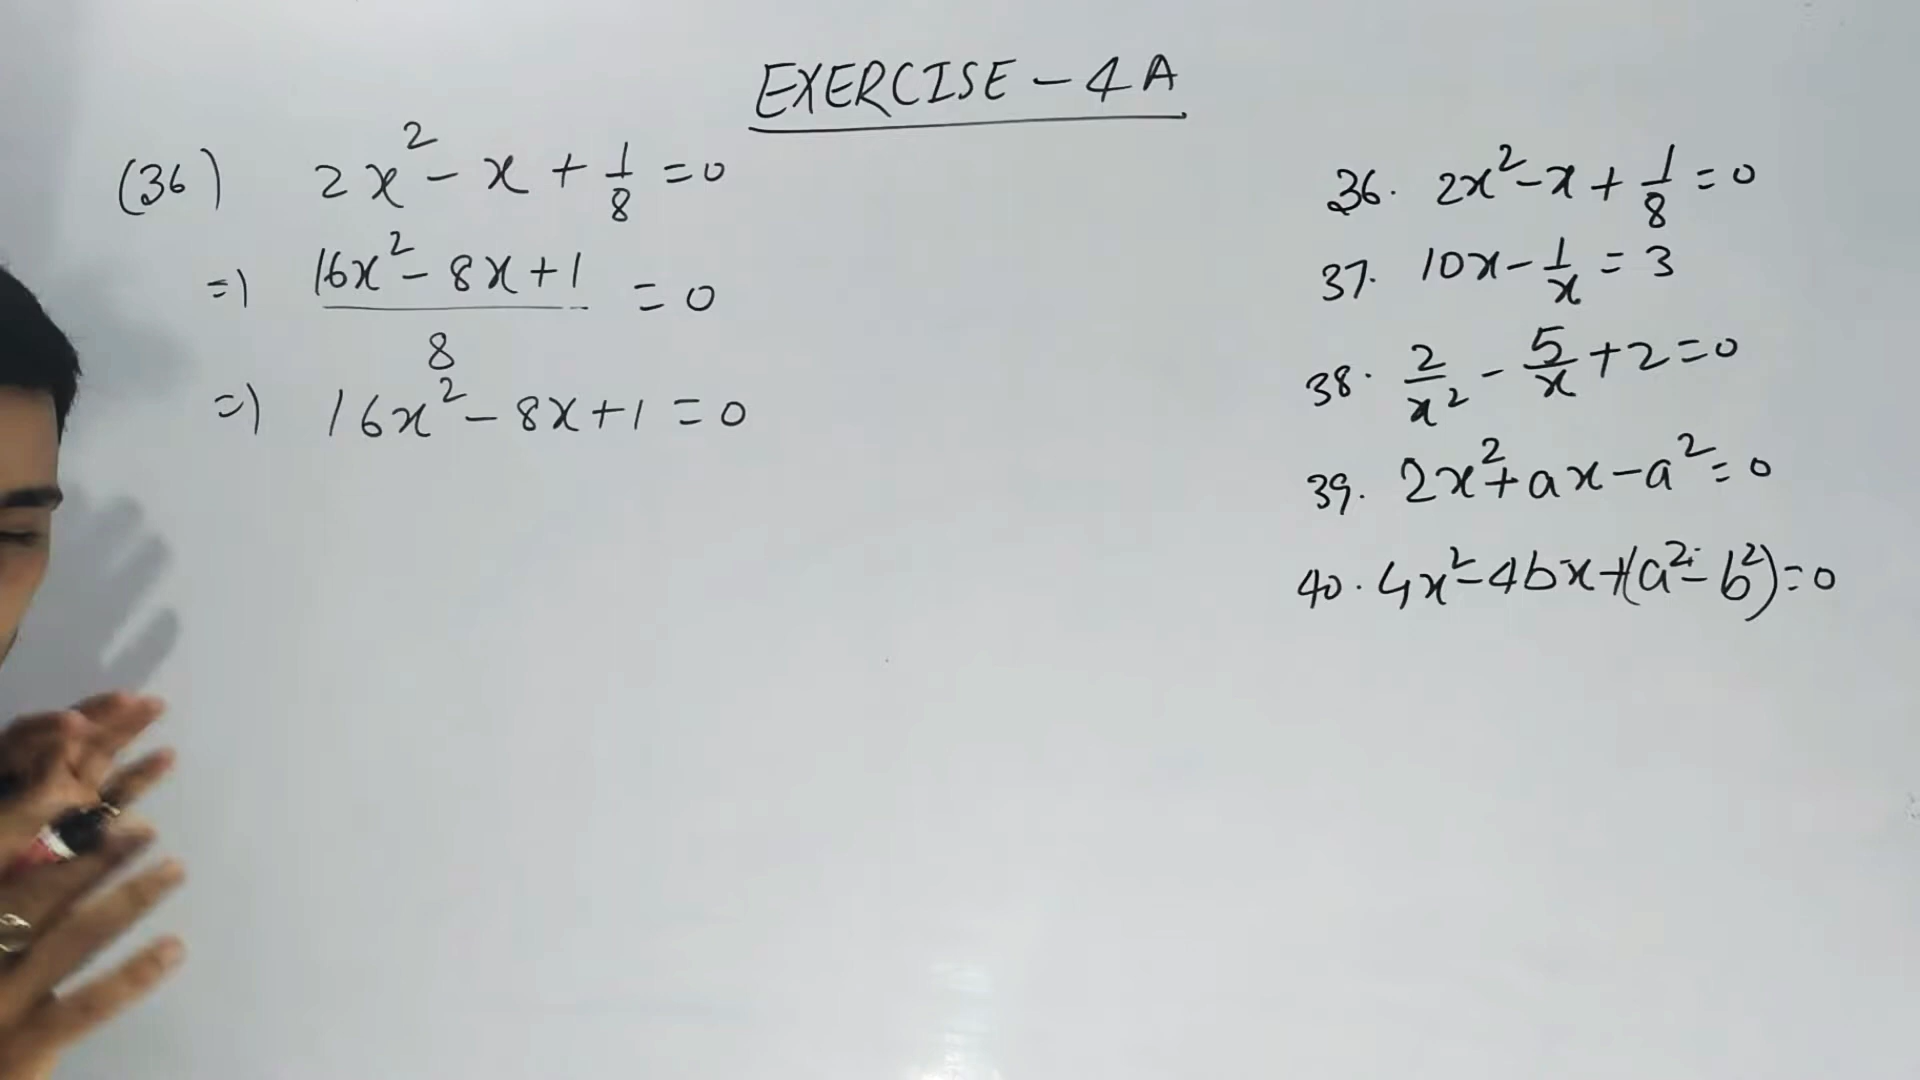 EXERCISE - 4A
(36) 2x² - x + 1/8 = 0
=) 16x² - 8x + 1 / 8 = 0
=) 16x² - 8x + 1 = 0
36. 2x² - x + 1/8 = 0
37. 10x - 1/x = 3
38. 2/x² - 5/x + 2 = 0
39. 2x² + ax - a² = 0
40. 4x² - 4bx + (a² - b²) = 0